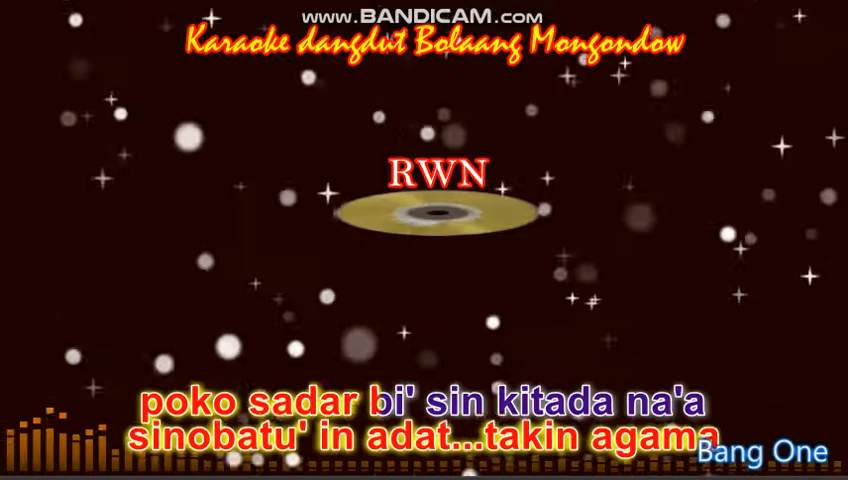 www.BANDICAM.com
Karaoke dangdut Bolaang Mongondow
RWN
poko sadar bi' sin kitada na'a
sinobatu' in adat...takin agama
Bang One